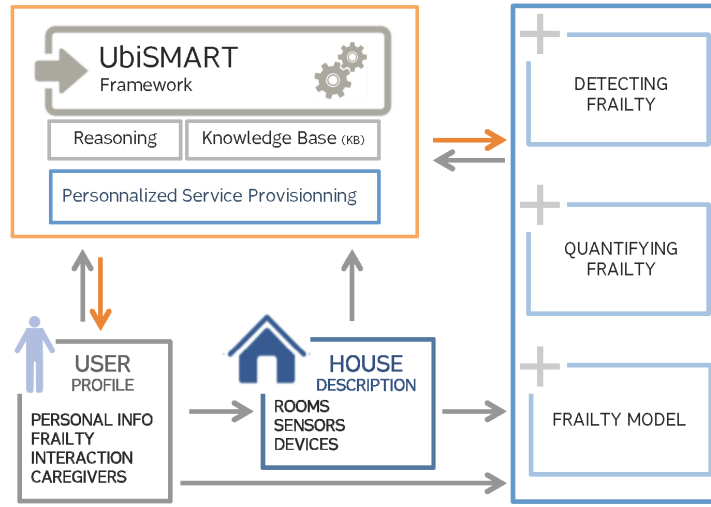 UbiSMART
Framework
Reasoning
Knowledge Base (KB)
Personnalized Service Provisionning
DETECTING
FRAILTY
QUANTIFYING
FRAILTY
FRAILTY MODEL
USER
PROFILE
PERSONAL INFO
FRAILTY
INTERACTION
CAREGIVERS
HOUSE
DESCRIPTION
ROOMS
SENSORS
DEVICES